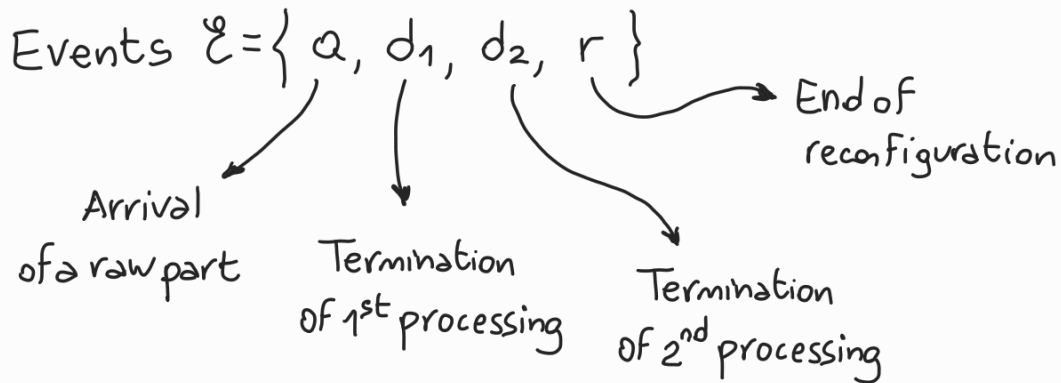 Events ℰ = { a, d₁, d₂, r }
End of
reconfiguration
Arrival
of a raw part
Termination
of 1ˢᵗ processing
Termination
of 2ⁿᵈ processing